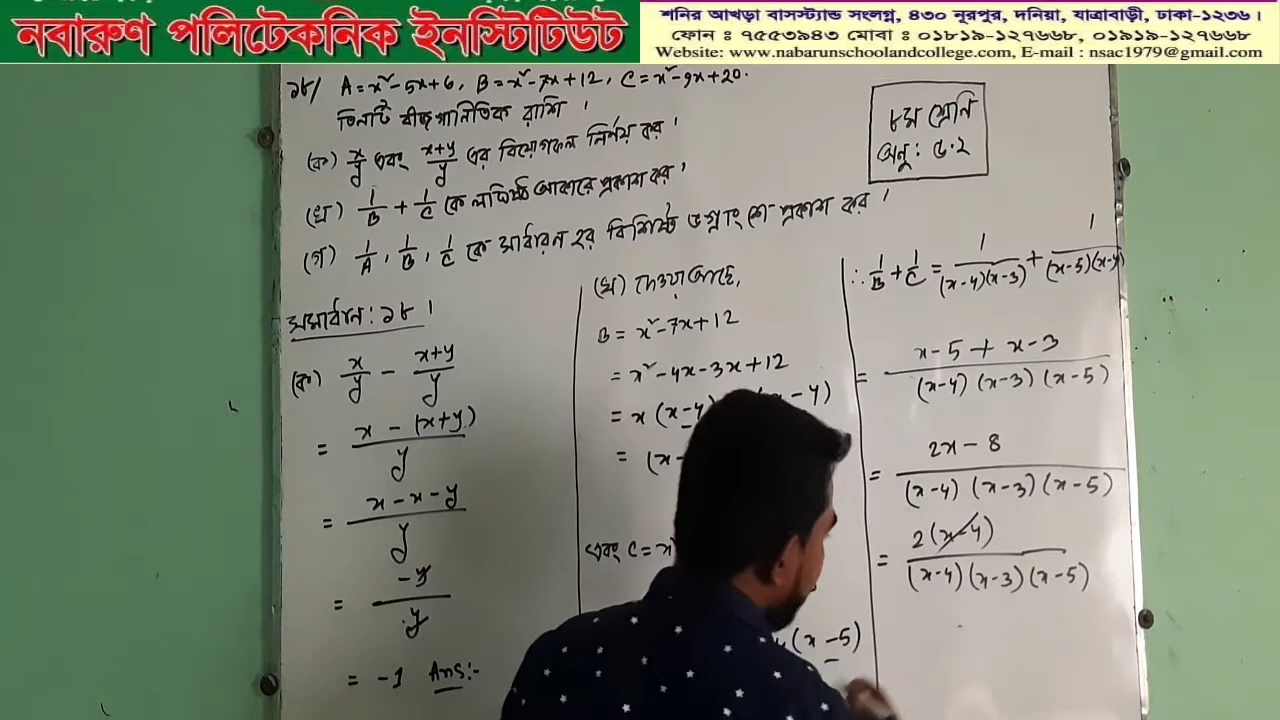 নবারুণ পলিটেকনিক ইনস্টিটিউট
শনির আখড়া বাসস্ট্যান্ড সংলগ্ন, ৪৩০ নূরপুর, দনিয়া, যাত্রাবাড়ী, ঢাকা-১২৩৬।
ফোন ঃ ৭৫৫৩৯৪৩ মোবা ঃ ০১৮১৯-১২৭৬৬৮, ০১৯১৯-১২৭৬৬৮
Website: www.nabarunschoolandcollege.com, E-mail : nsac1979@gmail.com
১৮/ A = x² - 5x + 6, B = x² - 7x + 12, C = x² - 9x + 20.
তিনটি বীজগানিতিক রাশি ।
(ক) x/y এবং x+y/y এর বিয়োগফল নির্ণয় কর ।
(খ) 1/B + 1/C কে লঘিষ্ঠ আকারে প্রকাশ কর ।
(গ) 1/A, 1/B, 1/C কে সাধারন হর বিশিষ্ট ভগ্নাংশে প্রকাশ কর ।
৮ম শ্রেনি
অনু: ৫.২
সমাধান: ১৮ ।
(ক) x/y - x+y/y
= x - (x+y)/y
= x - x - y/y
= -y/y
= -1 Ans:-
(খ) দেওয়া আছে,
B = x² - 7x + 12
= x² - 4x - 3x + 12
= x (x-4) (x-4)
= (x-
এবং C = x²
(x-5)
∴ 1/B + 1/C = 1/(x-4)(x-3) + 1/(x-5)(x-4)
= x-5 + x-3/(x-4) (x-3) (x-5)
= 2x - 8/(x-4) (x-3) (x-5)
= 2(x-4)/(x-4)(x-3)(x-5)